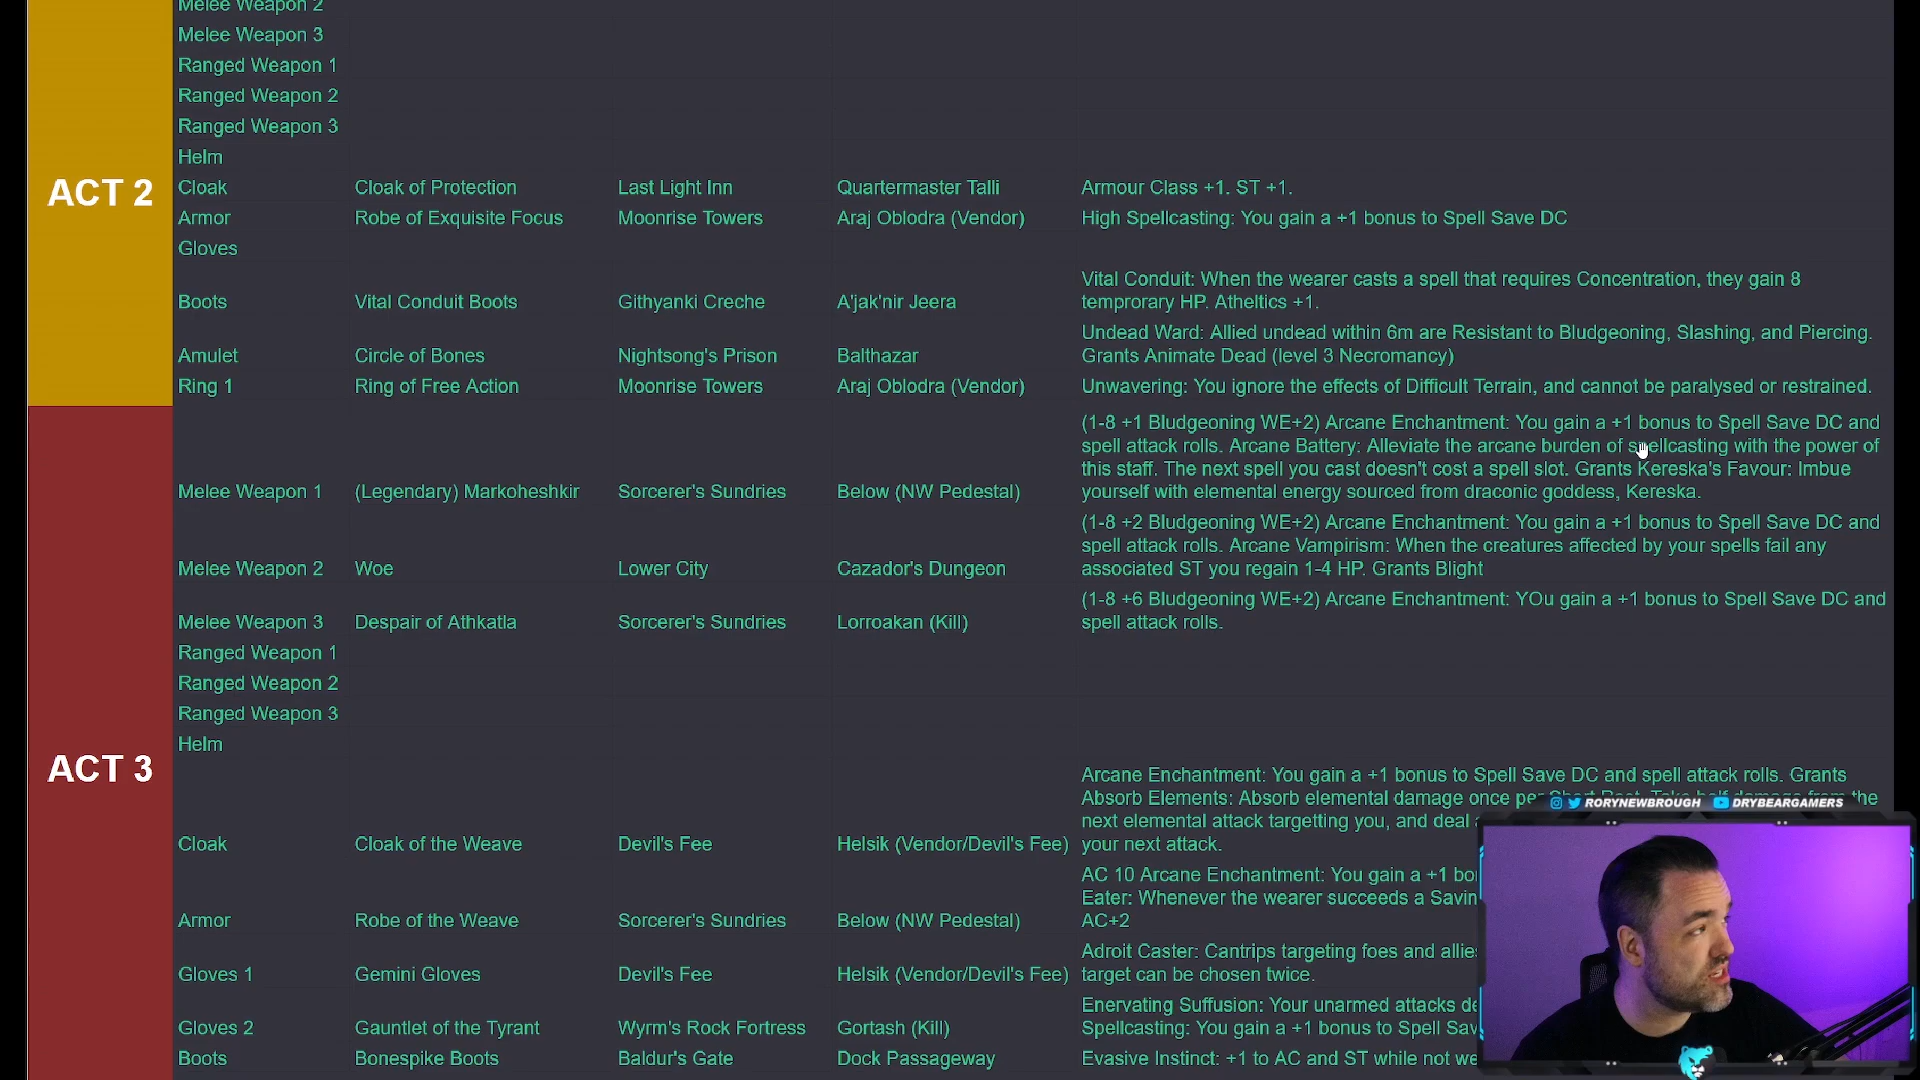 Melee Weapon 2
Melee Weapon 3
Ranged Weapon 1
Ranged Weapon 2
Ranged Weapon 3
Helm
ACT 2
Cloak Cloak of Protection Last Light Inn Quartermaster Talli Armour Class +1. ST +1.
Armor Robe of Exquisite Focus Moonrise Towers Araj Oblodra (Vendor) High Spellcasting: You gain a +1 bonus to Spell Save DC
Gloves
Vital Conduit: When the wearer casts a spell that requires Concentration, they gain 8
Boots Vital Conduit Boots Githyanki Creche A'jak'nir Jeera temporary HP. Atheltics +1.
Undead Ward: Allied undead within 6m are Resistant to Bludgeoning, Slashing, and Piercing.
Amulet Circle of Bones Nightsong's Prison Balthazar Grants Animate Dead (level 3 Necromancy)
Ring 1 Ring of Free Action Moonrise Towers Araj Oblodra (Vendor) Unwavering: You ignore the effects of Difficult Terrain, and cannot be paralysed or restrained.
(1-8 +1 Bludgeoning WE+2) Arcane Enchantment: You gain a +1 bonus to Spell Save DC and
spell attack rolls. Arcane Battery: Alleviate the arcane burden of spellcasting with the power of
this staff. The next spell you cast doesn't cost a spell slot. Grants Kereska's Favour: Imbue
Melee Weapon 1 (Legendary) Markoheshkir Sorcerer's Sundries Below (NW Pedestal) yourself with elemental energy sourced from draconic goddess, Kereska.
(1-8 +2 Bludgeoning WE+2) Arcane Enchantment: You gain a +1 bonus to Spell Save DC and
spell attack rolls. Arcane Vampirism: When the creatures affected by your spells fail any
Melee Weapon 2 Woe Lower City Cazador's Dungeon associated ST you regain 1-4 HP. Grants Blight
(1-8 +6 Bludgeoning WE+2) Arcane Enchantment: YOu gain a +1 bonus to Spell Save DC and
Melee Weapon 3 Despair of Athkatla Sorcerer's Sundries Lorroakan (Kill) spell attack rolls.
Ranged Weapon 1
Ranged Weapon 2
Ranged Weapon 3
Helm
ACT 3
Arcane Enchantment: You gain a +1 bonus to Spell Save DC and spell attack rolls. Grants
Absorb Elements: Absorb elemental damage once per Short Rest. Take half damage from the
RORYNEWBROUGH DRYBEARGAMERS
next elemental attack targetting you, and deal
Cloak Cloak of the Weave Devil's Fee Helsik (Vendor/Devil's Fee) your next attack.
AC 10 Arcane Enchantment: You gain a +1
Eater: Whenever the wearer succeeds a
Armor Robe of the Weave Sorcerer's Sundries Below (NW Pedestal) AC+2
Adroit Caster: Cantrips targeting foes and
Gloves 1 Gemini Gloves Devil's Fee Helsik (Vendor/Devil's Fee) target can be chosen twice.
Enervating Suffusion: Your unarmed attacks
Gloves 2 Gauntlet of the Tyrant Wyrm's Rock Fortress Gortash (Kill) Spellcasting: You gain a +1 bonus to Spell
Boots Bonespike Boots Baldur's Gate Dock Passageway Evasive Instinct: +1 to AC and ST while not